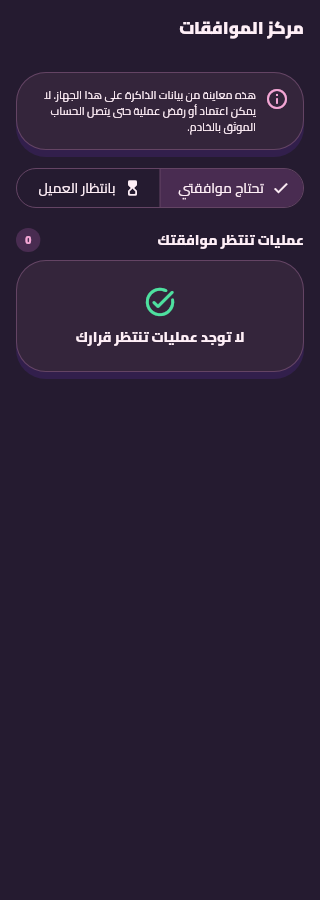 مركز الموافقات
هذه معاينة من بيانات الذاكرة على هذا الجهاز. لا
يمكن اعتماد أو رفض عملية حتى يتصل الحساب
الموثق بالخادم.
تحتاج موافقتي
بانتظار العميل
عمليات تنتظر موافقتك
0
لا توجد عمليات تنتظر قرارك